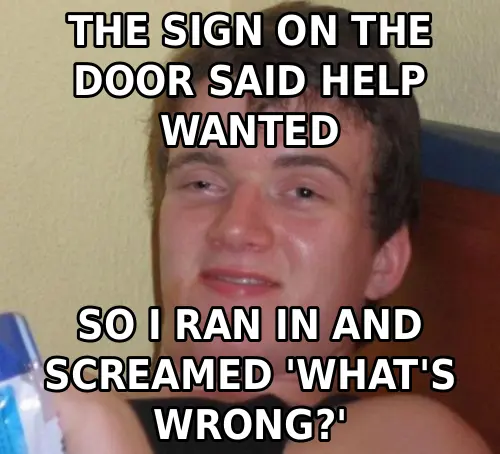 THE SIGN ON THE
DOOR SAID HELP
WANTED
SO I RAN IN AND
SCREAMED 'WHAT'S
WRONG?'